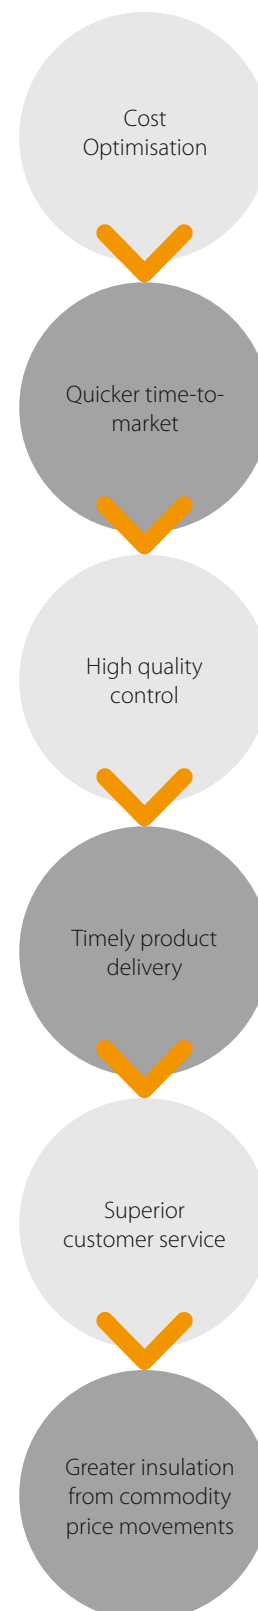 Cost
Optimisation
Quicker time-to-
market
High quality
control
Timely product
delivery
Superior
customer service
Greater insulation
from commodity
price movements